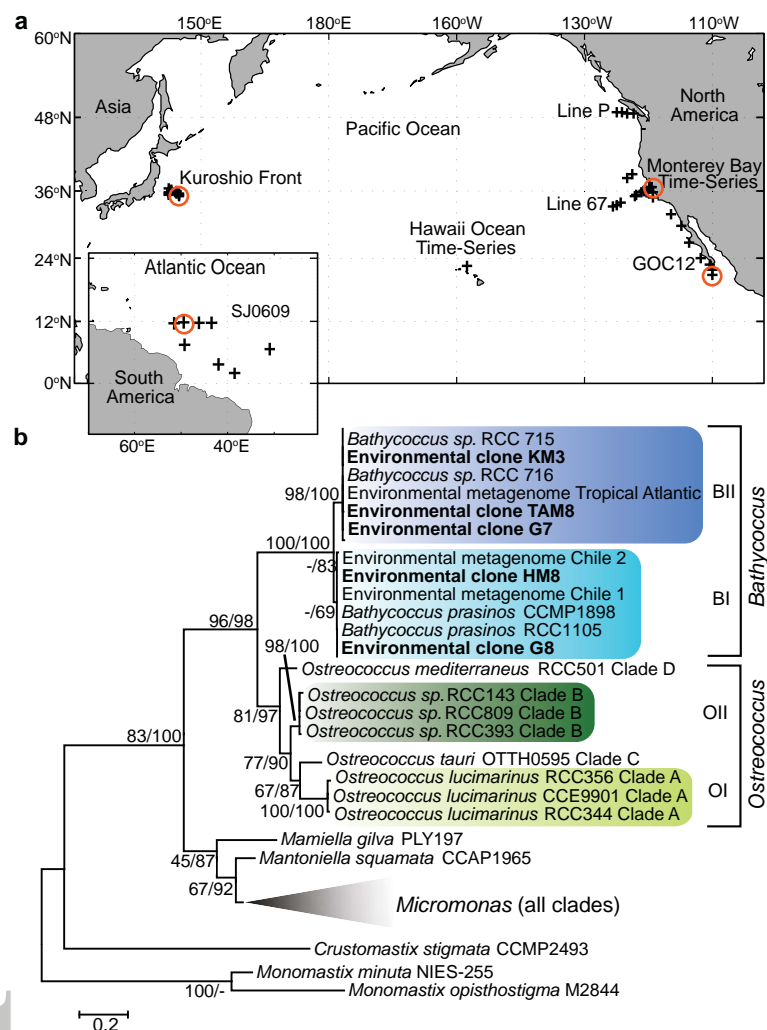 a
150°E
180°E
160°W
130°W
110°W
60°N
48°N
36°N
24°N
12°N
0°N
Asia
Pacific Ocean
North
America
Line P
Kuroshio Front
Monterey Bay
Time-Series
Line 67
Hawaii Ocean
Time-Series
GOC12
Atlantic Ocean
SJ0609
South
America
60°E
40°E
b
Bathycoccus sp. RCC 715
Environmental clone KM3
Bathycoccus sp. RCC 716
Environmental metagenome Tropical Atlantic
Environmental clone TAM8
Environmental clone G7
BII
98/100
100/100
-/83
Environmental metagenome Chile 2
Environmental clone HM8
Environmental metagenome Chile 1
Bathycoccus prasinos CCMP1898
Bathycoccus prasinos RCC1105
Environmental clone G8
BI
Bathycoccus
-/69
96/98
98/100
Ostreococcus mediterraneus RCC501 Clade D
Ostreococcus sp. RCC143 Clade B
Ostreococcus sp. RCC809 Clade B
Ostreococcus sp. RCC393 Clade B
OII
81/97
83/100
77/90
Ostreococcus tauri OTTH0595 Clade C
Ostreococcus lucimarinus RCC356 Clade A
Ostreococcus lucimarinus CCE9901 Clade A
Ostreococcus lucimarinus RCC344 Clade A
OI
Ostreococcus
67/87
100/100
Mamiella gilva PLY197
Mantoniella squamata CCAP1965
45/87
67/92
Micromonas (all clades)
Crustomastix stigmata CCMP2493
Monomastix minuta NIES-255
Monomastix opisthostigma M2844
100/-
0.2